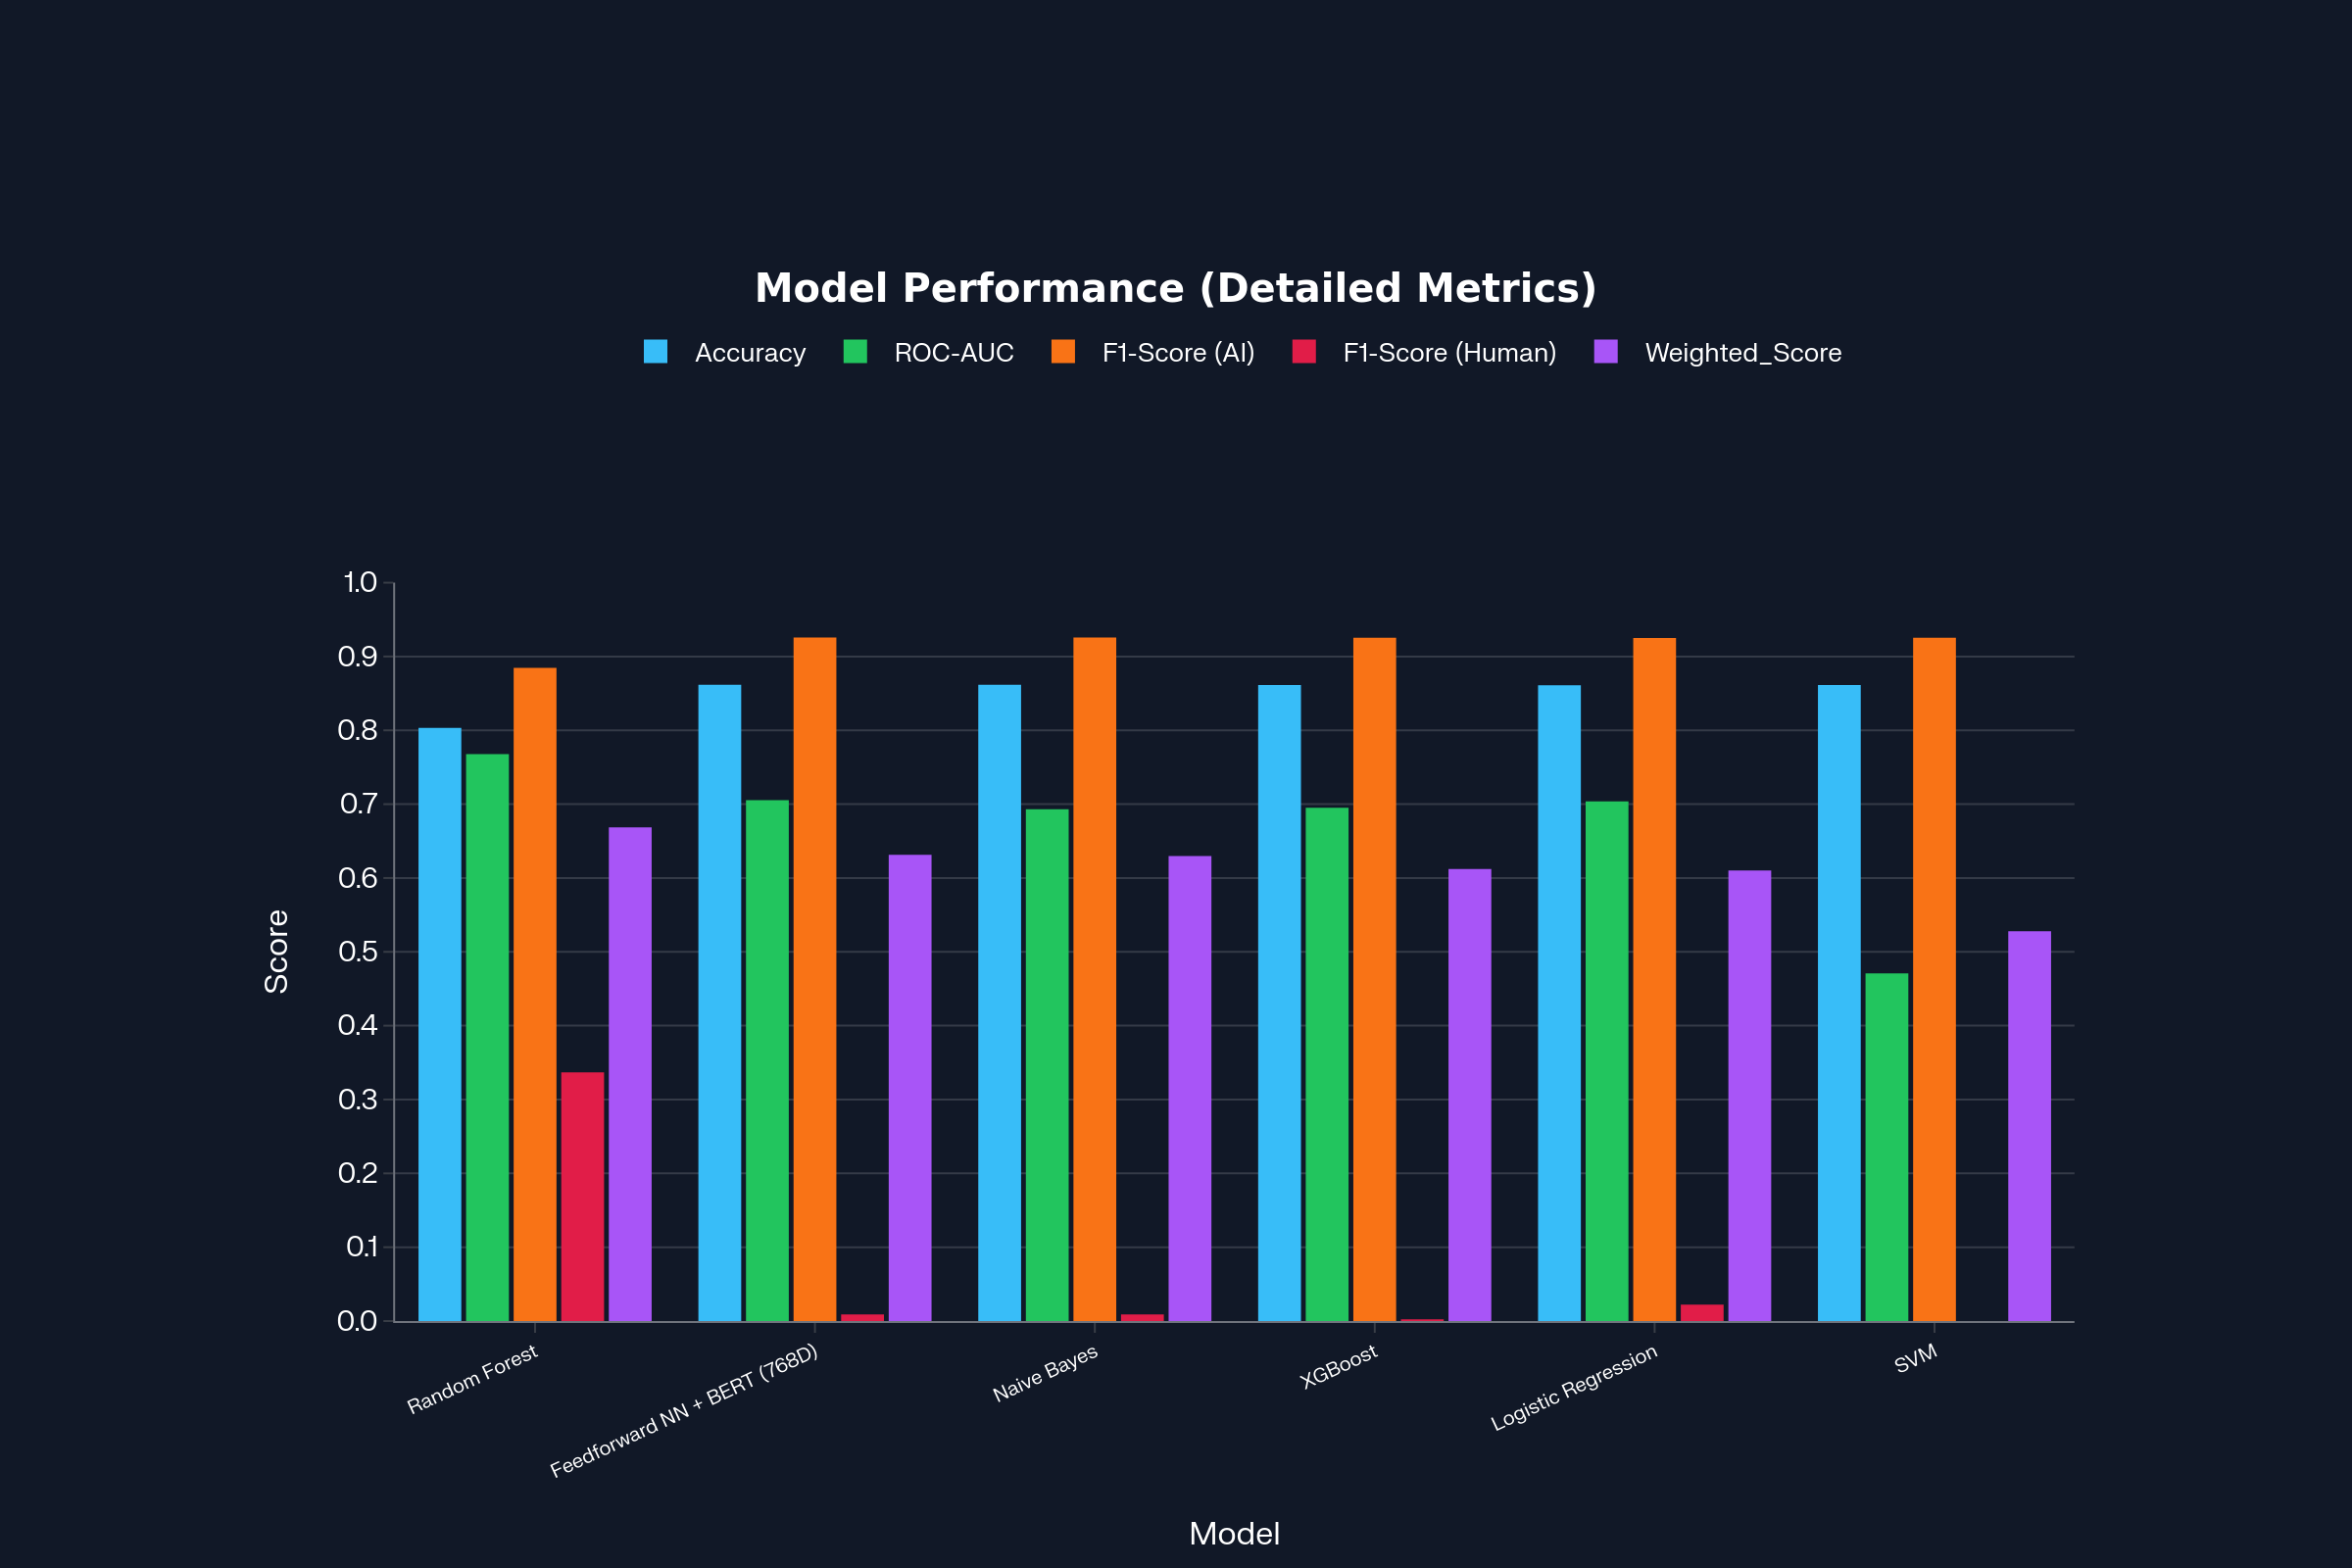 Model Performance (Detailed Metrics)
Accuracy ROC-AUC F1-Score (AI) F1-Score (Human) Weighted_Score
1.0
0.9
0.8
0.7
0.6
0.5
0.4
0.3
0.2
0.1
0.0
Score
Random Forest
Feedforward NN + BERT (768D)
Naive Bayes
XGBoost
Logistic Regression
SVM
Model